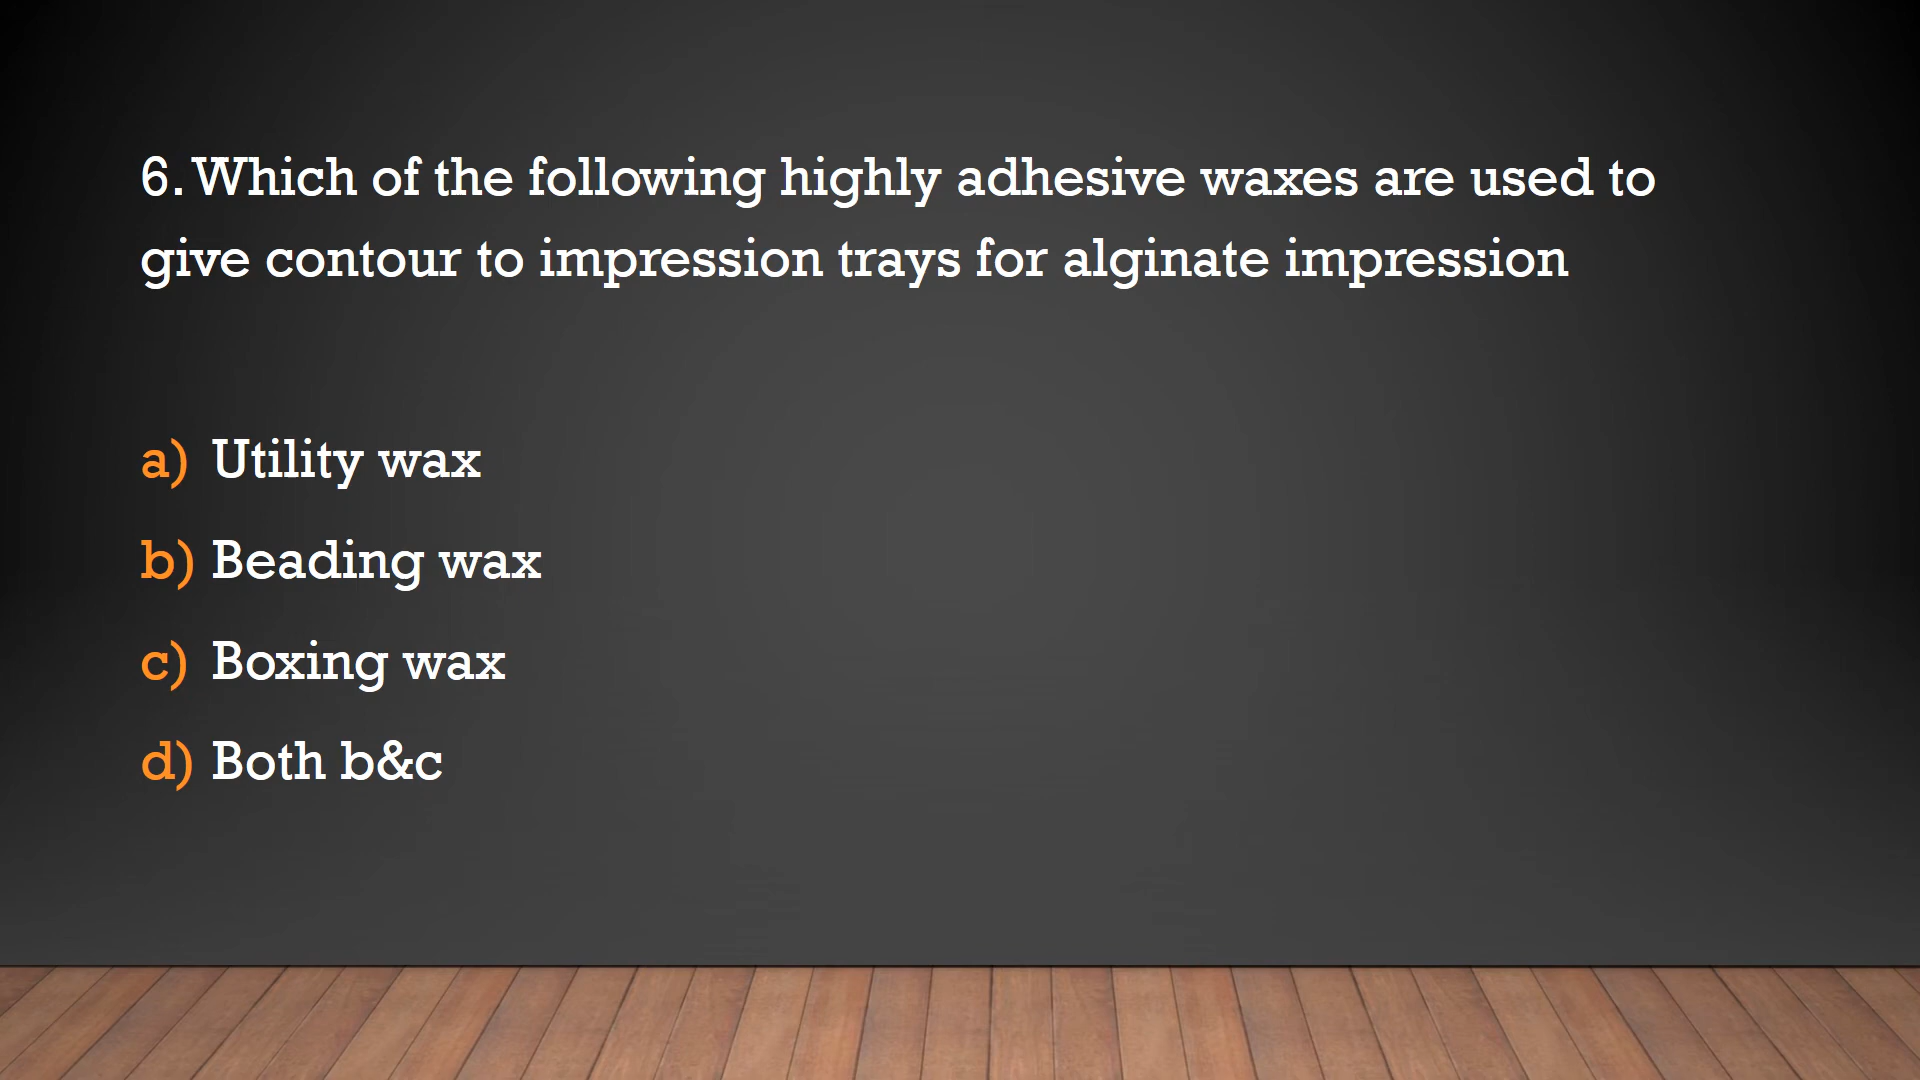 6. Which of the following highly adhesive waxes are used to
give contour to impression trays for alginate impression
a) Utility wax
b) Beading wax
c) Boxing wax
d) Both b&c